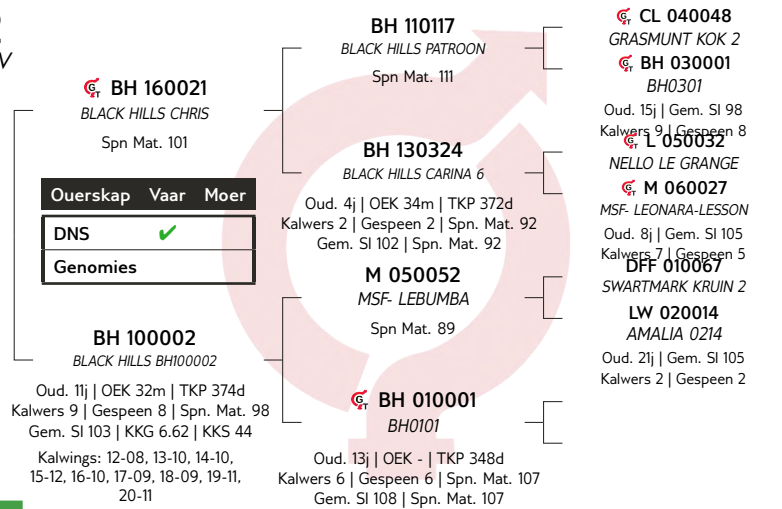 V
BH 160021
BLACK HILLS CHRIS
Spn Mat. 101
Ouerskap Vaar Moer
DNS ✔
Genomies
BH 100002
BLACK HILLS BH100002
Oud. 11j | OEK 32m | TKP 374d
Kalwers 9 | Gespeen 8 | Spn. Mat. 98
Gem. SI 103 | KKG 6.62 | KKS 44
Kalwings: 12-08, 13-10, 14-10,
15-12, 16-10, 17-09, 18-09, 19-11,
20-11
BH 110117
BLACK HILLS PATROON
Spn Mat. 111
BH 130324
BLACK HILLS CARINA 6
Oud. 4j | OEK 34m | TKP 372d
Kalwers 2 | Gespeen 2 | Spn. Mat. 92
Gem. SI 102 | Spn. Mat. 92
M 050052
MSF- LEBUMBA
Spn Mat. 89
BH 010001
BH0101
Oud. 13j | OEK - | TKP 348d
Kalwers 6 | Gespeen 6 | Spn. Mat. 107
Gem. SI 108 | Spn. Mat. 107
CL 040048
GRASMUNT KOK 2
BH 030001
BH0301
Oud. 15j | Gem. SI 98
Kalwers 9 | Gespeen 8
L 050032
NELLO LE GRANGE
M 060027
MSF- LEONARA-LESSON
Oud. 8j | Gem. SI 105
Kalwers 7 | Gespeen 5
DFF 010067
SWARTMARK KRUIN 2
LW 020014
AMALIA 0214
Oud. 21j | Gem. SI 105
Kalwers 2 | Gespeen 2